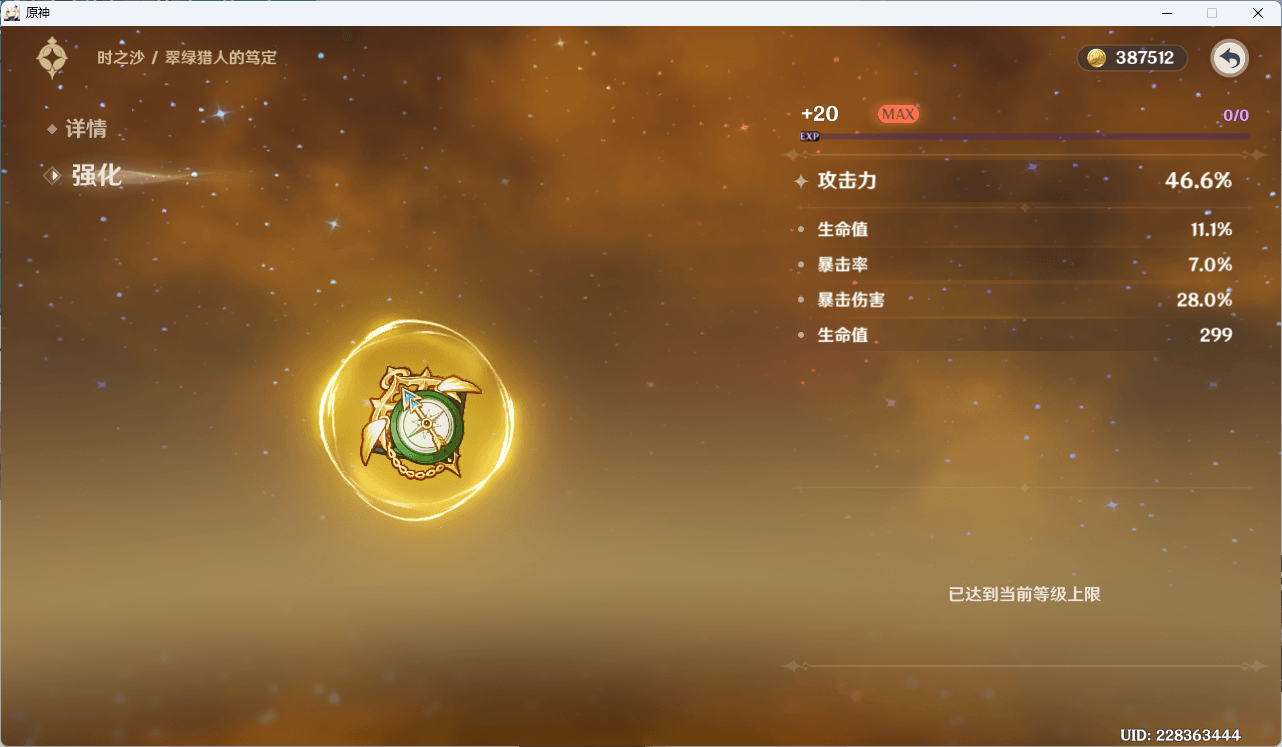 原神
时之沙 / 翠绿猎人的笃定
387512
详情
强化
+20 MAX 0/0
EXP
攻击力 46.6%
生命值 11.1%
暴击率 7.0%
暴击伤害 28.0%
生命值 299
已达到当前等级上限
UID: 228363444